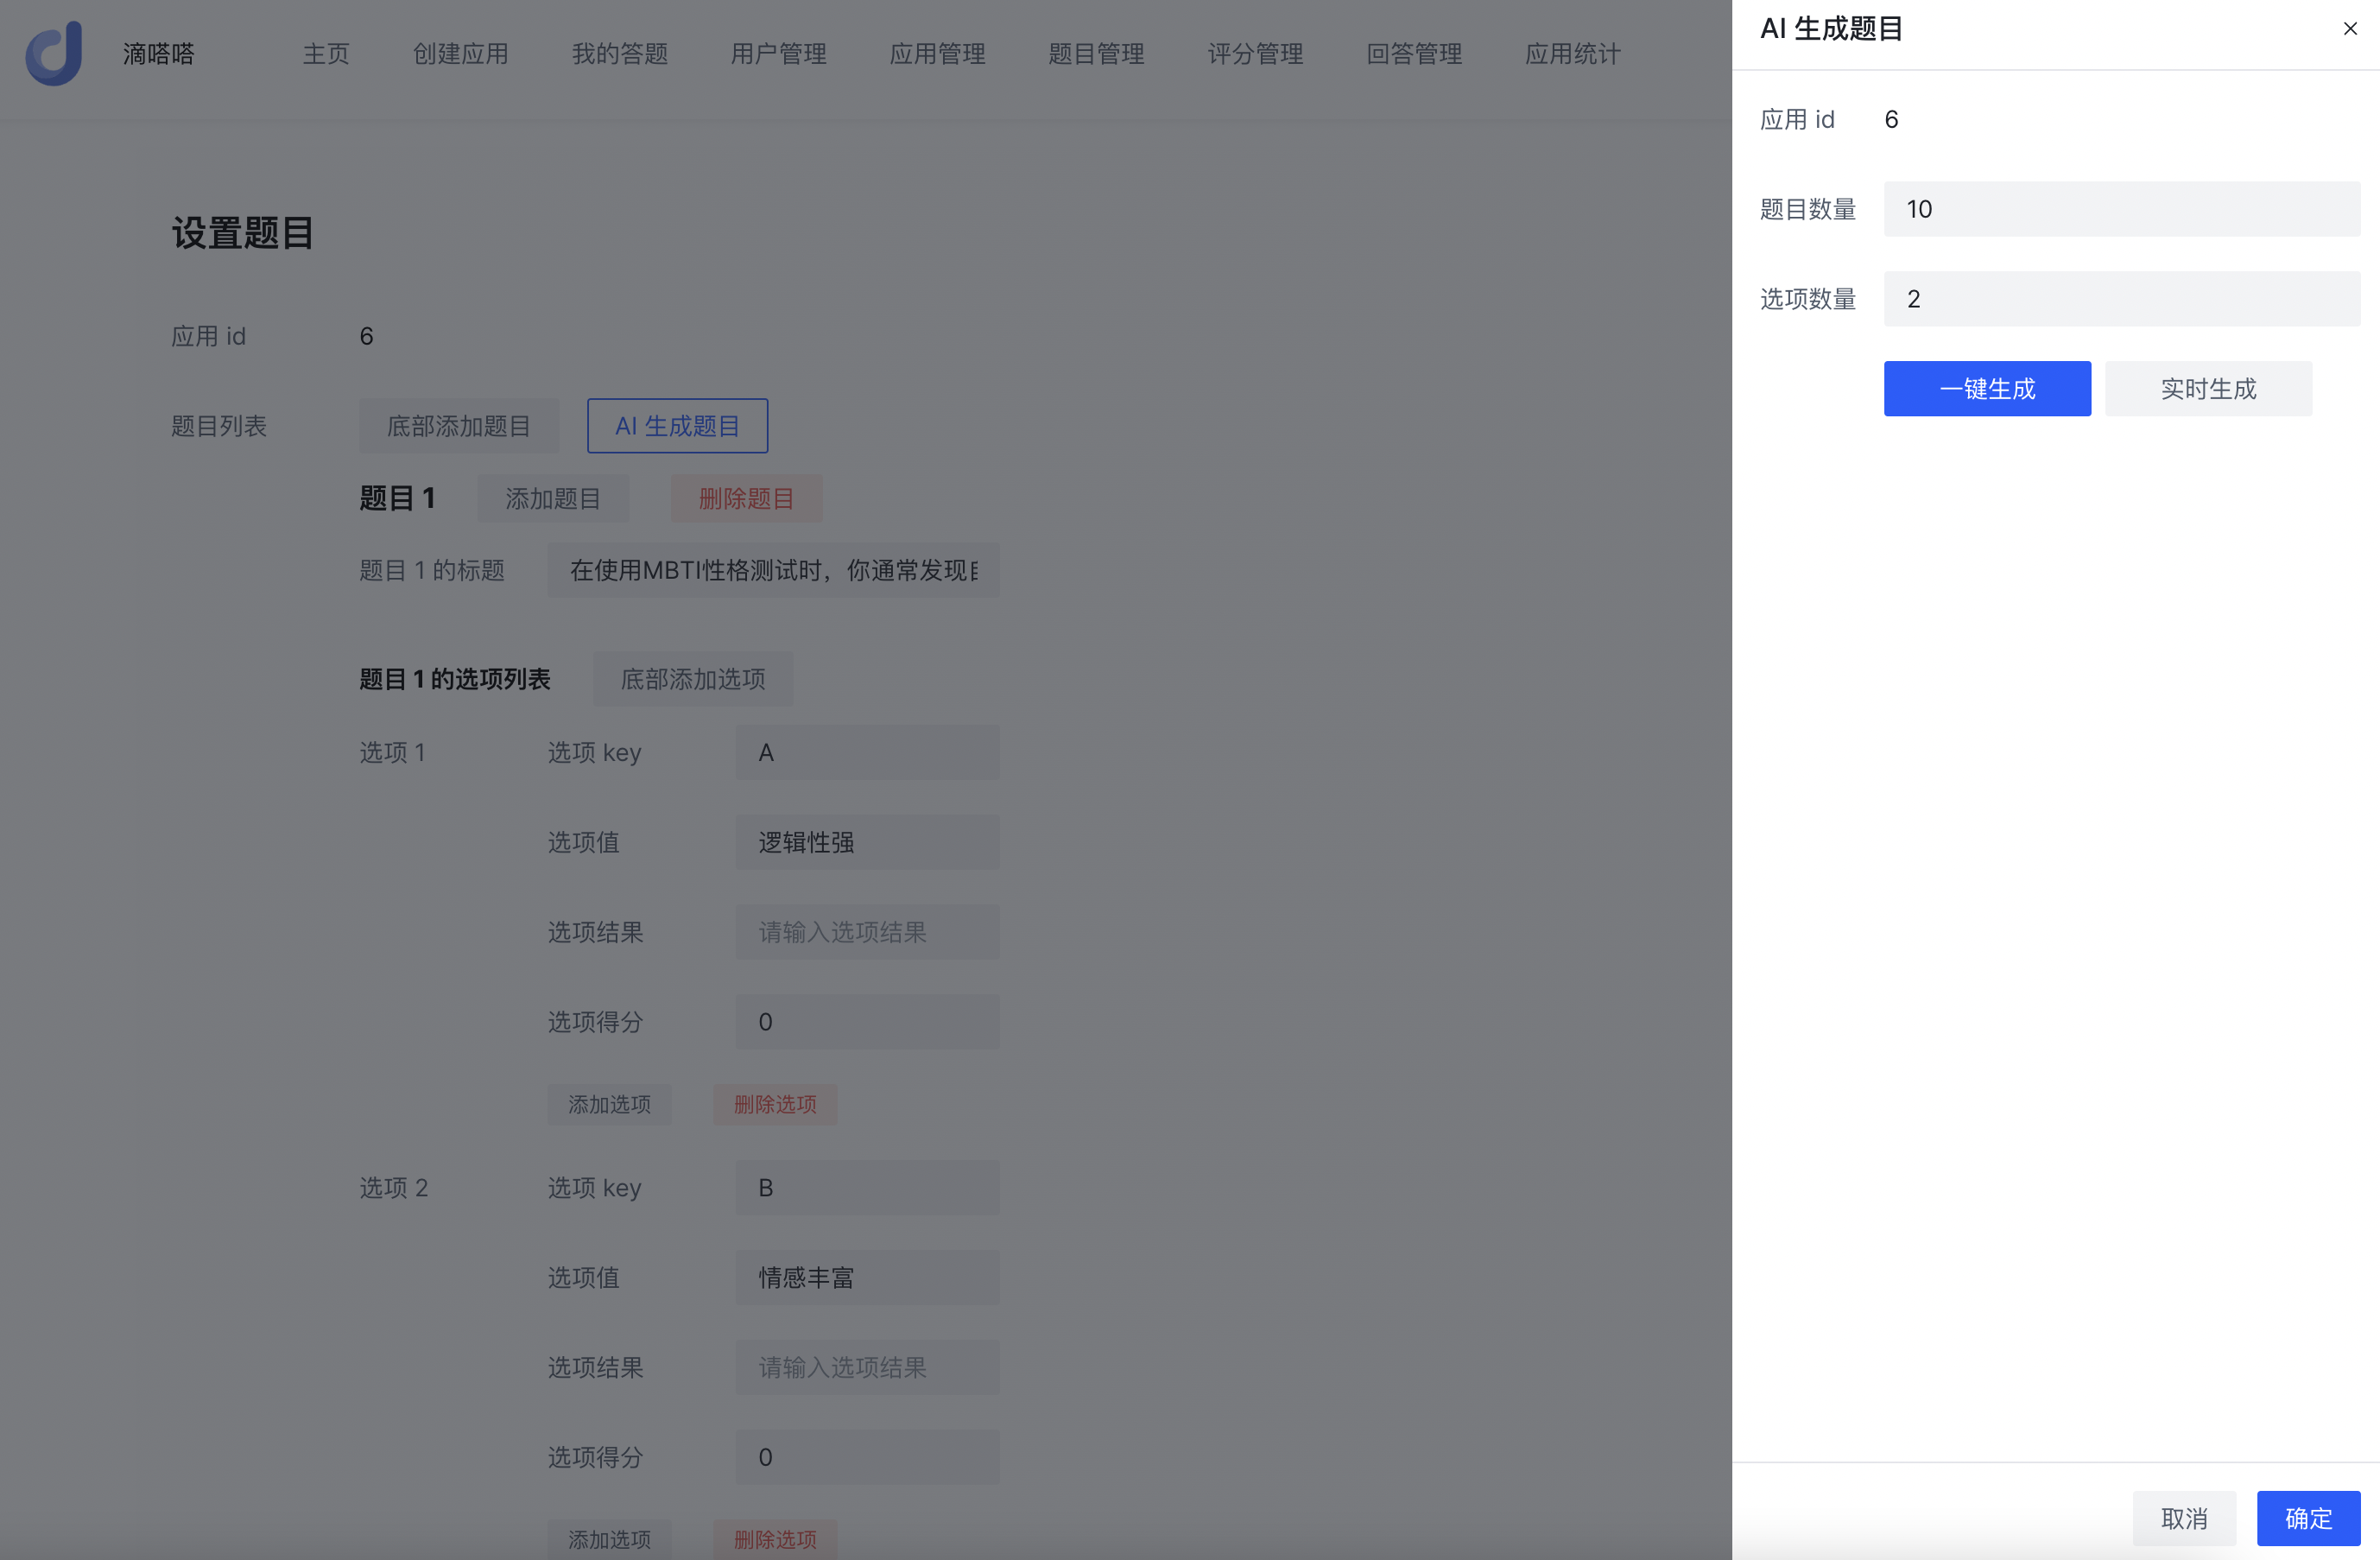 滴嗒嗒 主页 创建应用 我的答题 用户管理 应用管理 题目管理 评分管理 回答管理 应用统计
设置题目
应用 id 6
题目列表 底部添加题目 AI 生成题目
题目 1 添加题目 删除题目
题目 1 的标题 在使用MBTI性格测试时，你通常发现
题目 1 的选项列表 底部添加选项
选项 1 选项 key A
选项值 逻辑性强
选项结果 请输入选项结果
选项得分 0
添加选项 删除选项
选项 2 选项 key B
选项值 情感丰富
选项结果 请输入选项结果
选项得分 0
添加选项 删除选项
AI 生成题目
应用 id 6
题目数量 10
选项数量 2
一键生成 实时生成
取消 确定